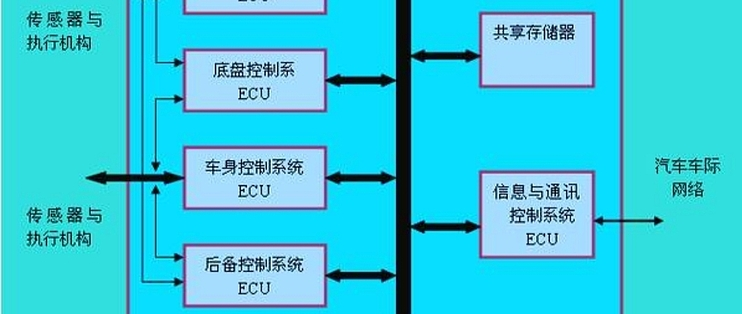 传感器与
执行机构
ECU
底盘控制系
ECU
车身控制系统
ECU
传感器与
执行机构
后备控制系统
ECU
共享存储器
信息与通讯
控制系统
ECU
汽车车际
网络